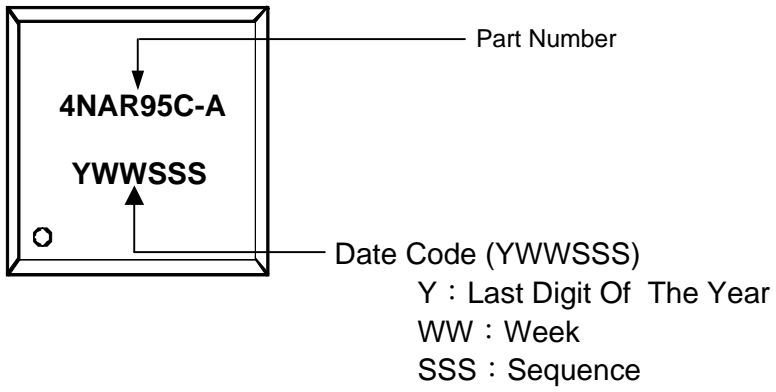 Part Number
4NAR95C-A
YWWSSS
Date Code (YWWSSS)
Y：Last Digit Of The Year
WW：Week
SSS：Sequence